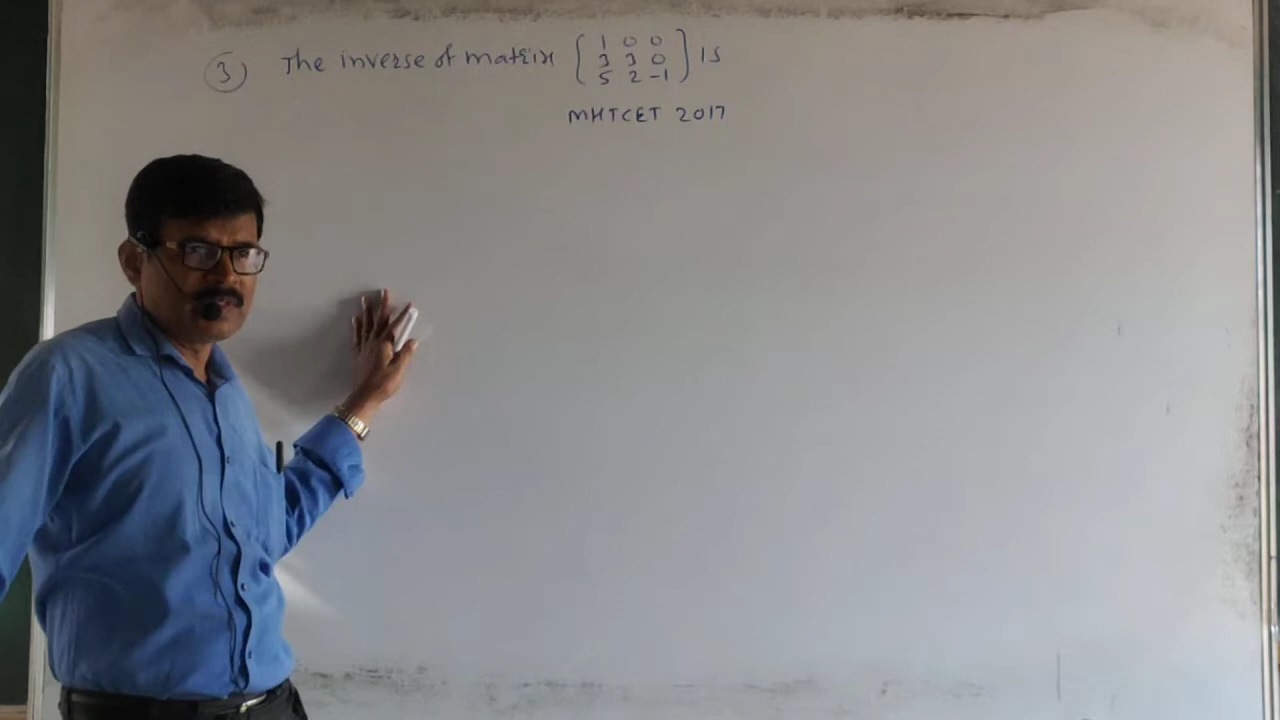 3) The inverse of matrix [ 1 0 0 ] is
3 3 0
5 2 -1
MHTCET 2017